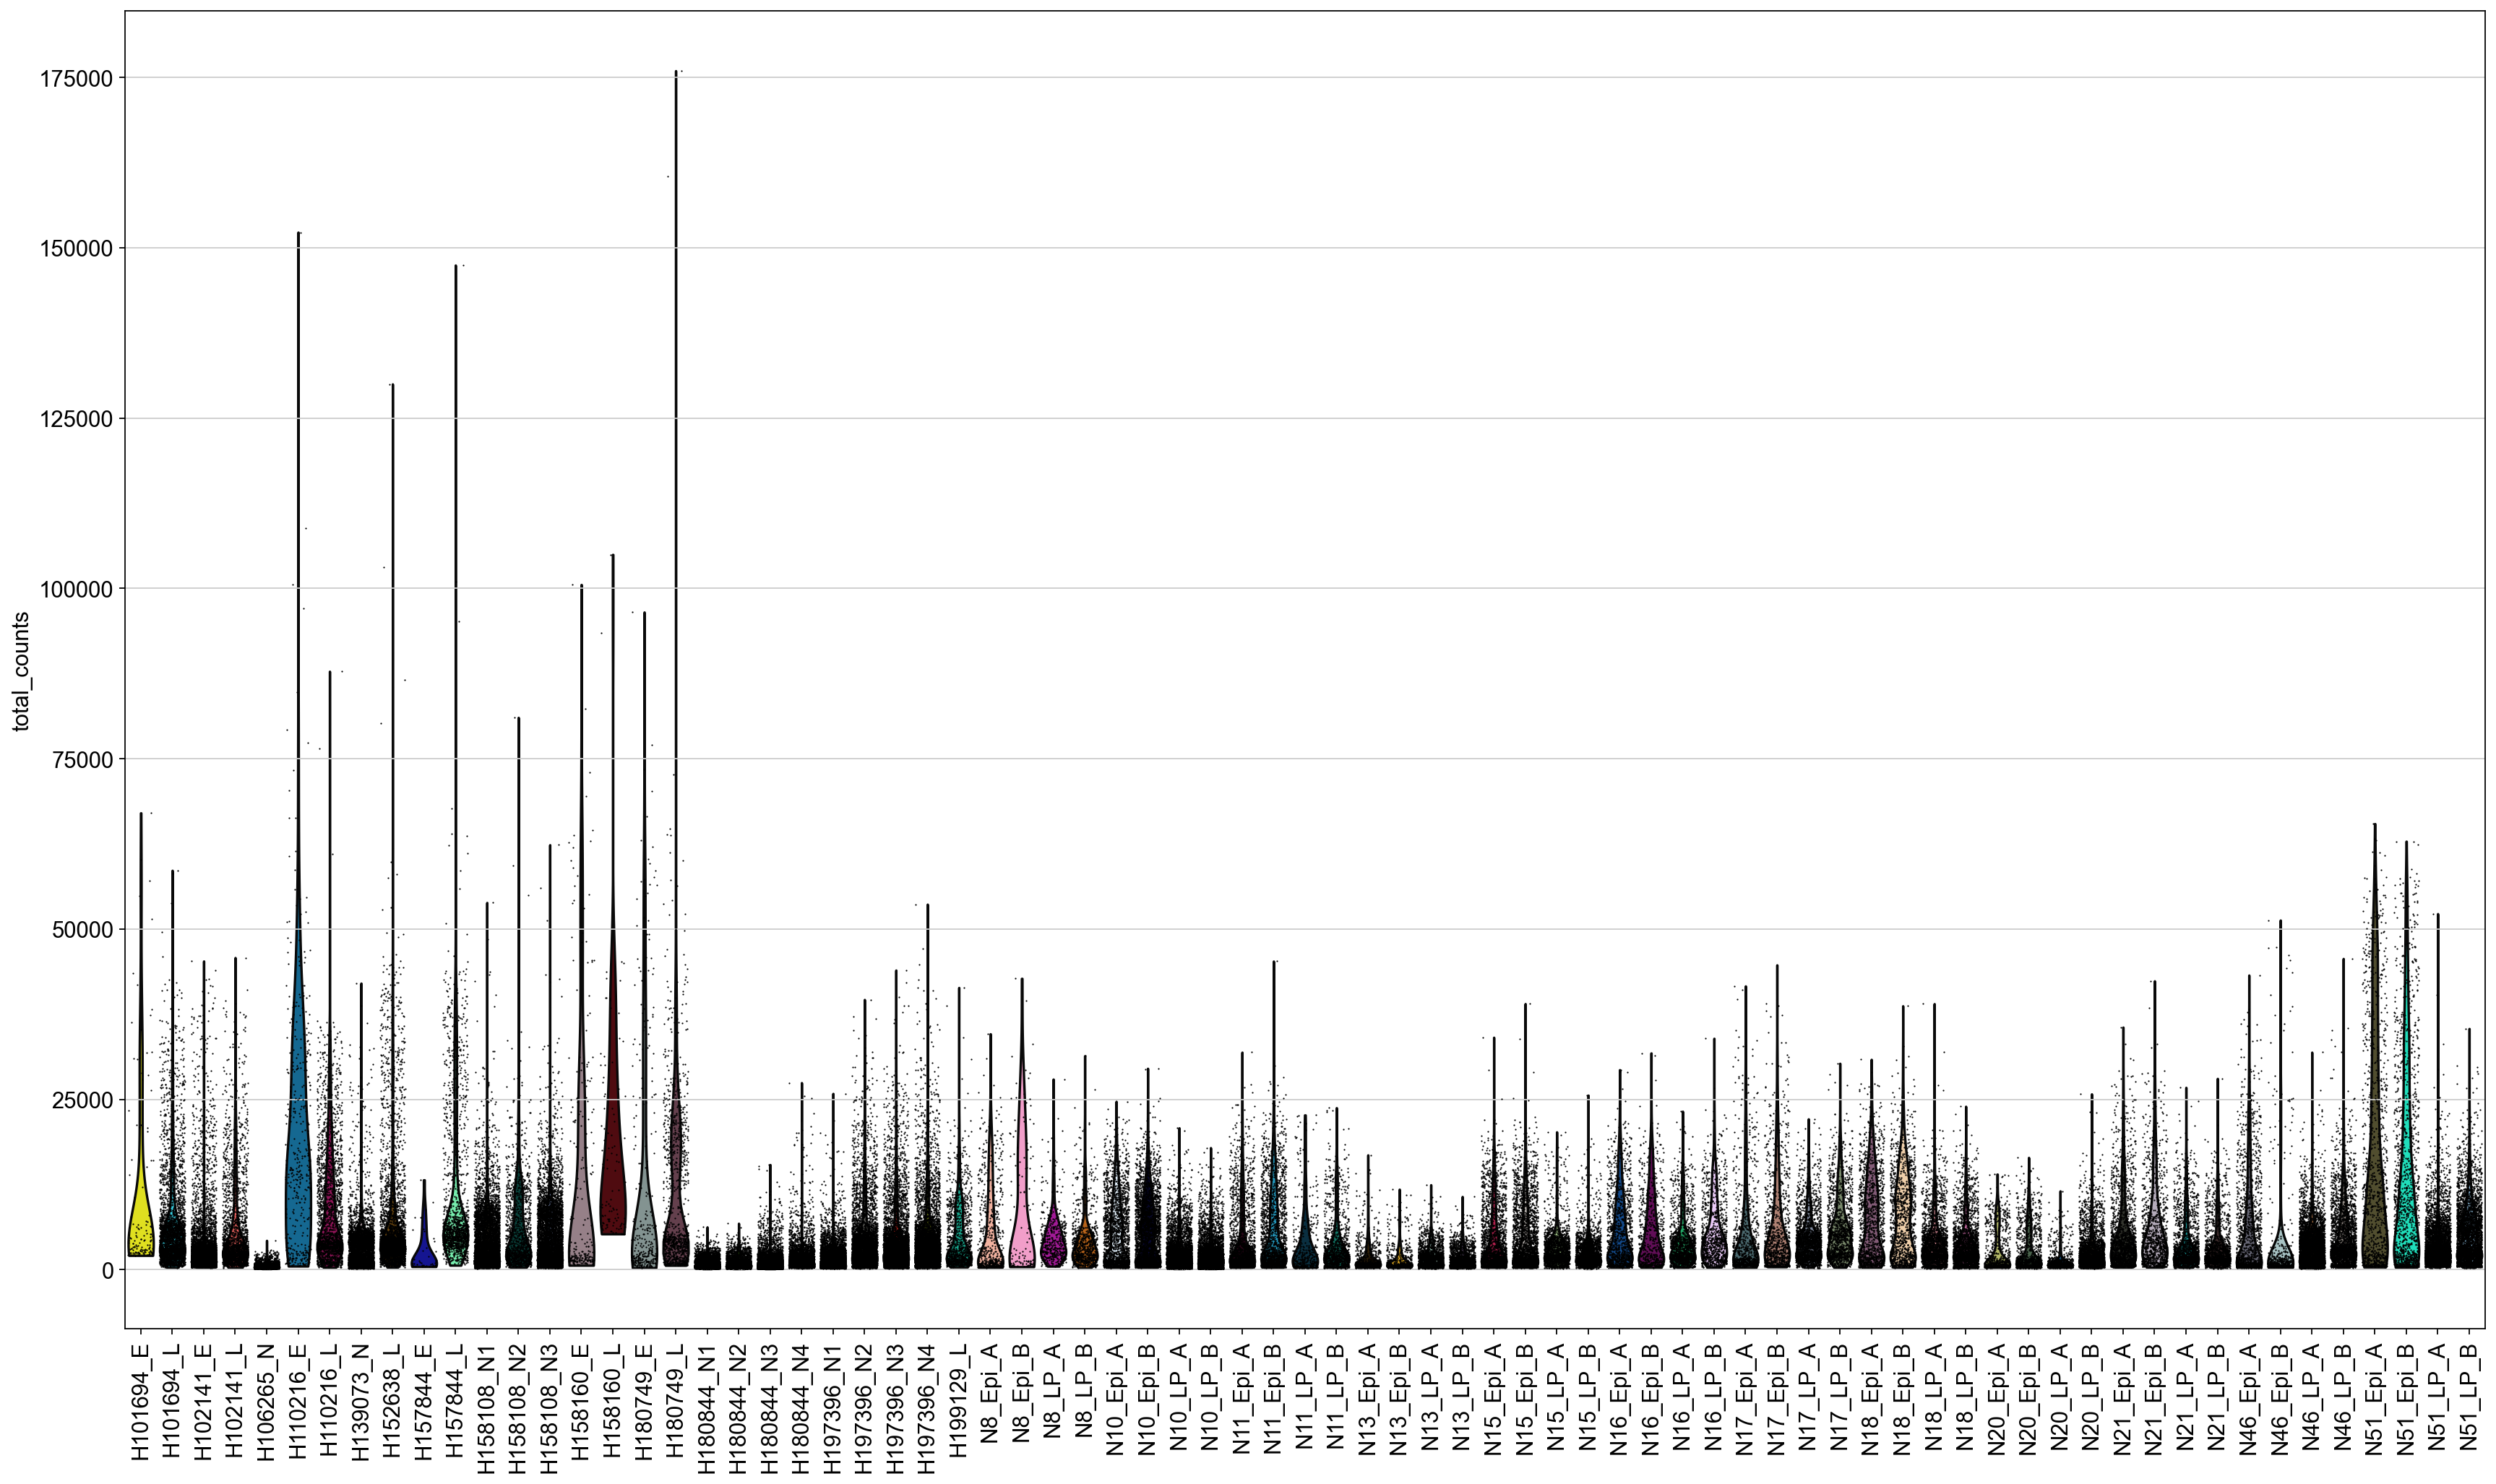 total_counts
175000
150000
125000
100000
75000
50000
25000
0
H101694_E
H101694_L
H102141_E
H102141_L
H106265_N
H110216_E
H110216_L
H139073_N
H152638_L
H157844_E
H157844_L
H158108_N1
H158108_N2
H158108_N3
H158160_E
H158160_L
H180749_E
H180749_L
H180844_N1
H180844_N2
H180844_N3
H180844_N4
H197396_N1
H197396_N2
H197396_N3
H197396_N4
H199129_L
N8_Epi_A
N8_Epi_B
N8_LP_A
N8_LP_B
N10_Epi_A
N10_Epi_B
N10_LP_A
N10_LP_B
N11_Epi_A
N11_Epi_B
N11_LP_A
N11_LP_B
N13_Epi_A
N13_Epi_B
N13_LP_A
N13_LP_B
N15_Epi_A
N15_Epi_B
N15_LP_A
N15_LP_B
N16_Epi_A
N16_Epi_B
N16_LP_A
N16_LP_B
N17_Epi_A
N17_Epi_B
N17_LP_A
N17_LP_B
N18_Epi_A
N18_Epi_B
N18_LP_A
N18_LP_B
N20_Epi_A
N20_Epi_B
N20_LP_A
N20_LP_B
N21_Epi_A
N21_Epi_B
N21_LP_A
N21_LP_B
N46_Epi_A
N46_Epi_B
N46_LP_A
N46_LP_B
N51_Epi_A
N51_Epi_B
N51_LP_A
N51_LP_B